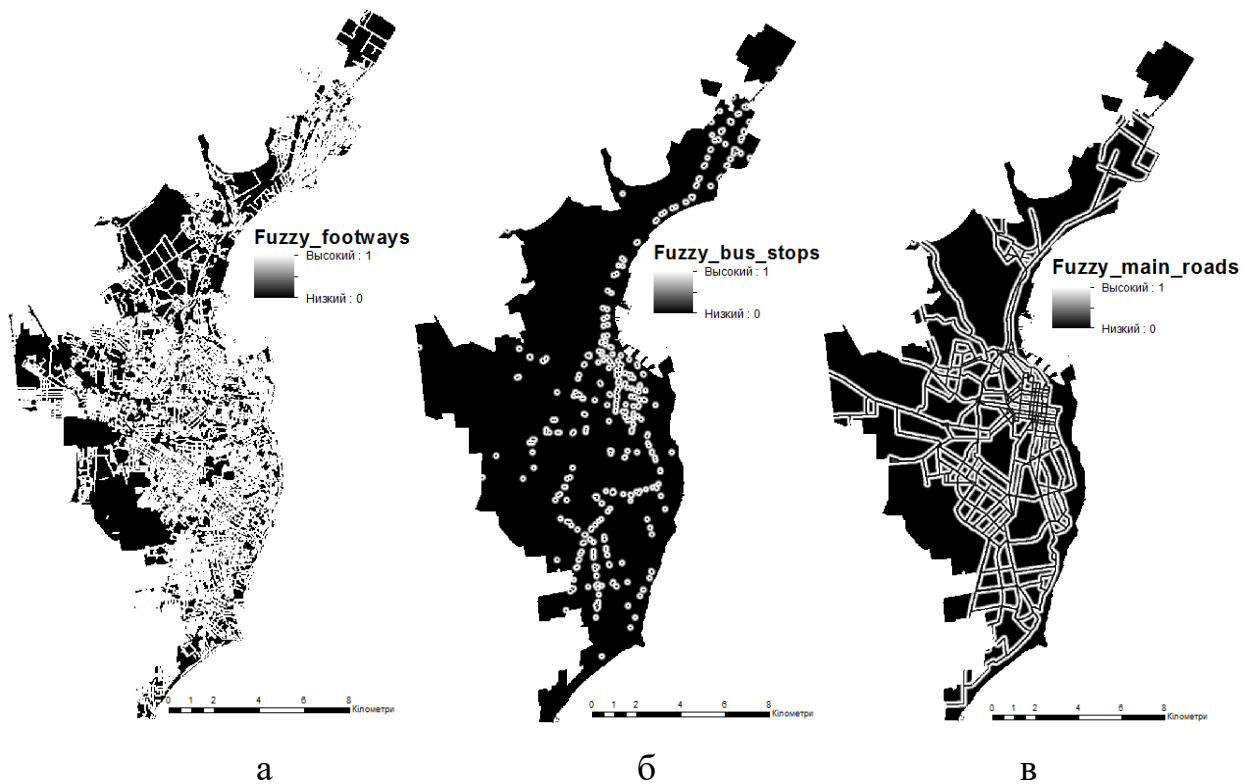 Fuzzy_footways
Высокий : 1
Низкий : 0
Fuzzy_bus_stops
Высокий : 1
Низкий : 0
Fuzzy_main_roads
Высокий : 1
Низкий : 0
0 1 2 4 6 8
Кілометри
0 1 2 4 6 8
Кілометри
0 1 2 4 6 8
Кілометри
а б в